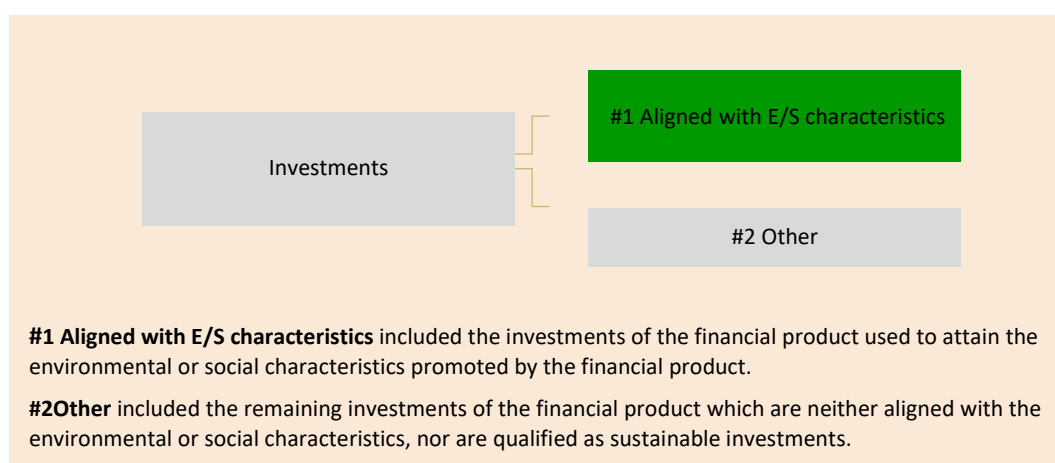 #1 Aligned with E/S characteristics
Investments
#2 Other
#1 Aligned with E/S characteristics included the investments of the financial product used to attain the
environmental or social characteristics promoted by the financial product.
#2Other included the remaining investments of the financial product which are neither aligned with the
environmental or social characteristics, nor are qualified as sustainable investments.